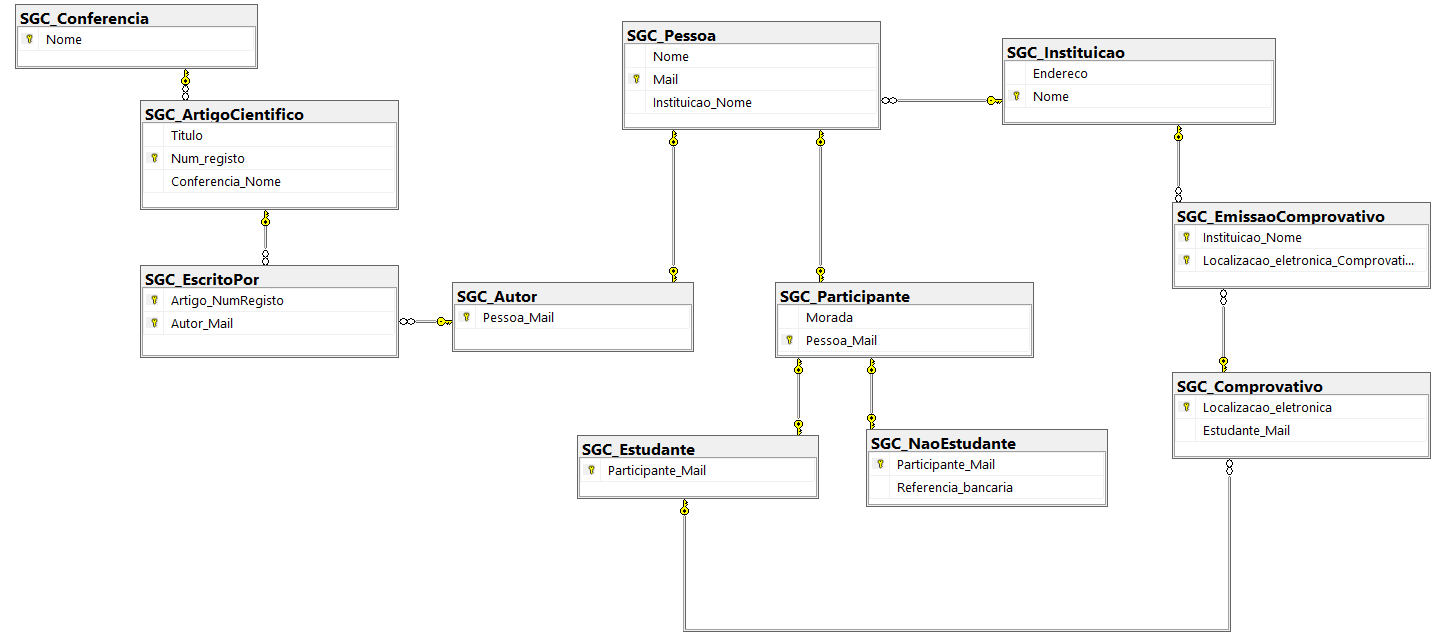 SGC_Conferencia
Nome
SGC_ArtigoCientifico
Titulo
Num_registo
Conferencia_Nome
SGC_EscritoPor
Artigo_NumRegisto
Autor_Mail
SGC_Autor
Pessoa_Mail
SGC_Pessoa
Nome
Mail
Instituicao_Nome
SGC_Participante
Morada
Pessoa_Mail
SGC_Estudante
Participante_Mail
SGC_NaoEstudante
Participante_Mail
Referencia_bancaria
SGC_Instituicao
Endereco
Nome
SGC_EmissaoComprovativo
Instituicao_Nome
Localizacao_eletronica_Comprovati...
SGC_Comprovativo
Localizacao_eletronica
Estudante_Mail